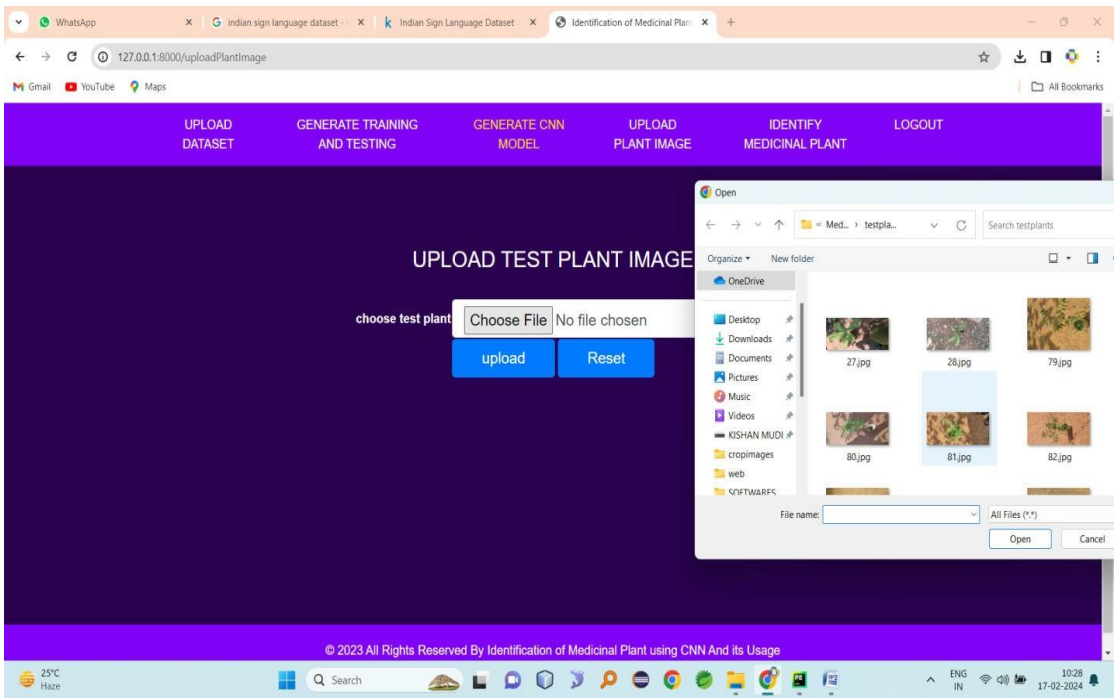 WhatsApp
indian sign language dataset -
Indian Sign Language Dataset
Identification of Medicinal Plan
127.0.0.1:8000/uploadPlantImage
Gmail
YouTube
Maps
All Bookmarks
UPLOAD
DATASET
GENERATE TRAINING
AND TESTING
GENERATE CNN
MODEL
UPLOAD
PLANT IMAGE
IDENTIFY
MEDICINAL PLANT
LOGOUT
UPLOAD TEST PLANT IMAGE
choose test plant
Choose File No file chosen
upload
Reset
Open
« Med... › testpla...
Search testplants
Organize
New folder
OneDrive
Desktop
Downloads
Documents
Pictures
Music
Videos
KISHAN MUDI
cropimages
web
SOFTWARES
27.jpg
28.jpg
79.jpg
80.jpg
81.jpg
82.jpg
File name:
All Files (*.*)
Open
Cancel
© 2023 All Rights Reserved By Identification of Medicinal Plant using CNN And its Usage
25°C
Haze
Search
ENG
IN
10:28
17-02-2024